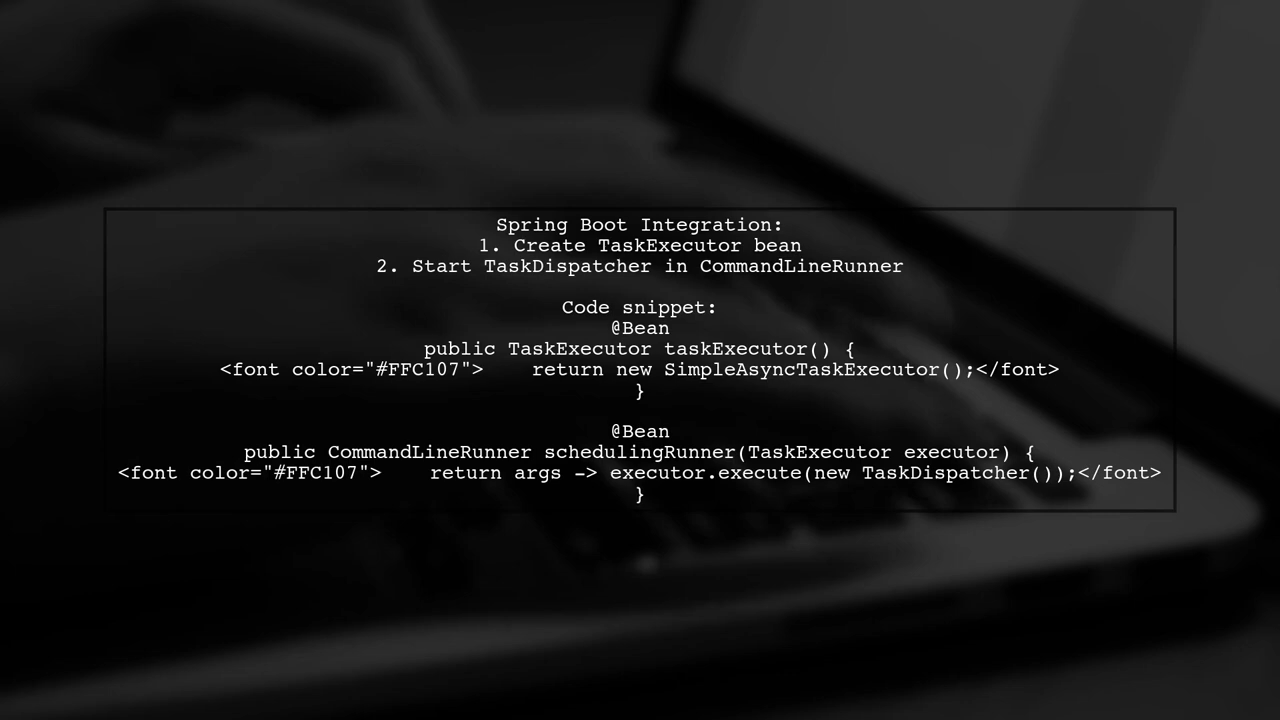 Spring Boot Integration:
1. Create TaskExecutor bean
2. Start TaskDispatcher in CommandLineRunner
Code snippet:
@Bean
public TaskExecutor taskExecutor() {
<font color="#FFC107">    return new SimpleAsyncTaskExecutor();</font>
}
@Bean
public CommandLineRunner schedulingRunner(TaskExecutor executor) {
<font color="#FFC107">    return args -> executor.execute(new TaskDispatcher());</font>
}